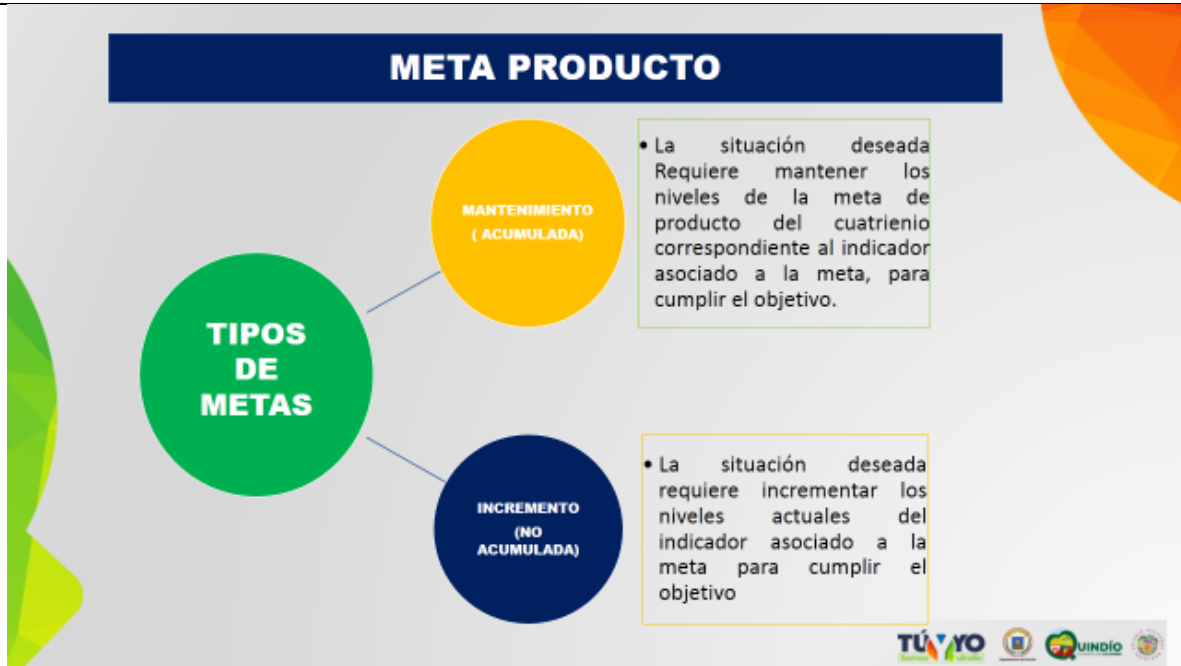 META PRODUCTO
MANTENIMIENTO
( ACUMULADA)
• La situación deseada
Requiere mantener los
niveles de la meta de
producto del cuatrienio
correspondiente al indicador
asociado a la meta, para
cumplir el objetivo.
TIPOS
DE
METAS
INCREMENTO
(NO
ACUMULADA)
• La situación deseada
requiere incrementar los
niveles actuales del
indicador asociado a la
meta para cumplir el
objetivo
TÚ Y YO
QUINDÍO